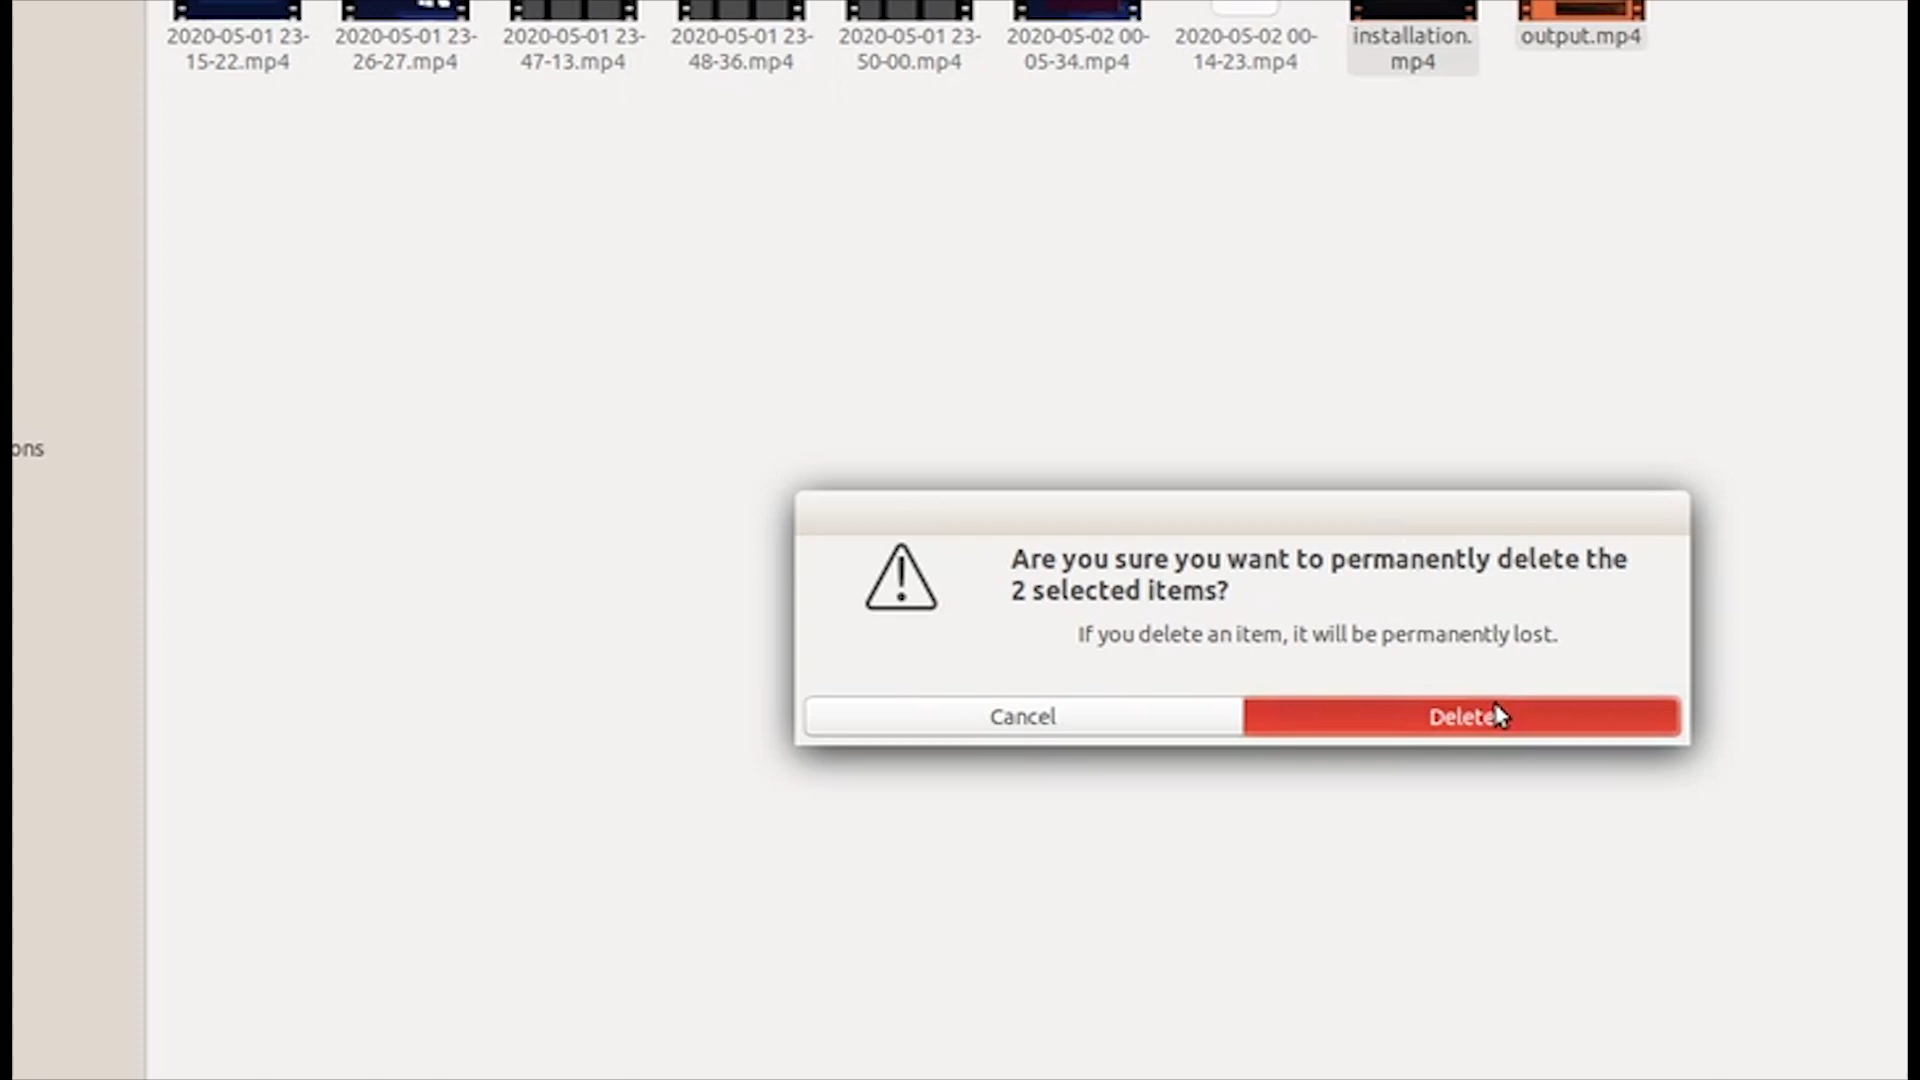 2020-05-01 23-
15-22.mp4
2020-05-01 23-
26-27.mp4
2020-05-01 23-
47-13.mp4
2020-05-01 23-
48-36.mp4
2020-05-01 23-
50-00.mp4
2020-05-02 00-
05-34.mp4
2020-05-02 00-
14-23.mp4
installation.
mp4
output.mp4
ons
Are you sure you want to permanently delete the
2 selected items?
If you delete an item, it will be permanently lost.
Cancel
Delete